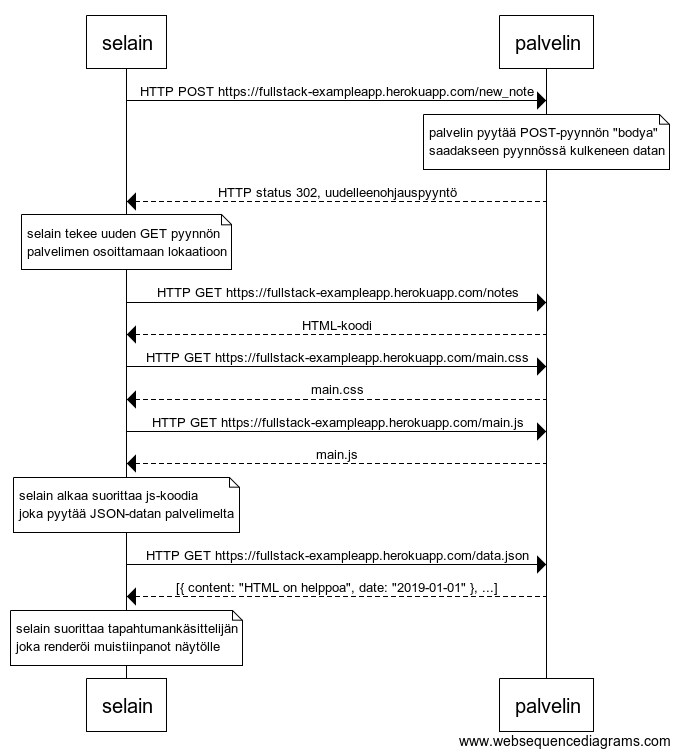 selain
palvelin
HTTP POST https://fullstack-exampleapp.herokuapp.com/new_note
palvelin pyytää POST-pyynnön "bodya"
saadakseen pyynnössä kulkeneen datan
HTTP status 302, uudelleenohjauspyyntö
selain tekee uuden GET pyynnön
palvelimen osoittamaan lokaatioon
HTTP GET https://fullstack-exampleapp.herokuapp.com/notes
HTML-koodi
HTTP GET https://fullstack-exampleapp.herokuapp.com/main.css
main.css
HTTP GET https://fullstack-exampleapp.herokuapp.com/main.js
main.js
selain alkaa suorittaa js-koodia
joka pyytää JSON-datan palvelimelta
HTTP GET https://fullstack-exampleapp.herokuapp.com/data.json
[{ content: "HTML on helppoa", date: "2019-01-01" }, ...]
selain suorittaa tapahtumankäsittelijän
joka renderöi muistiinpanot näytölle
selain
palvelin
www.websequencediagrams.com